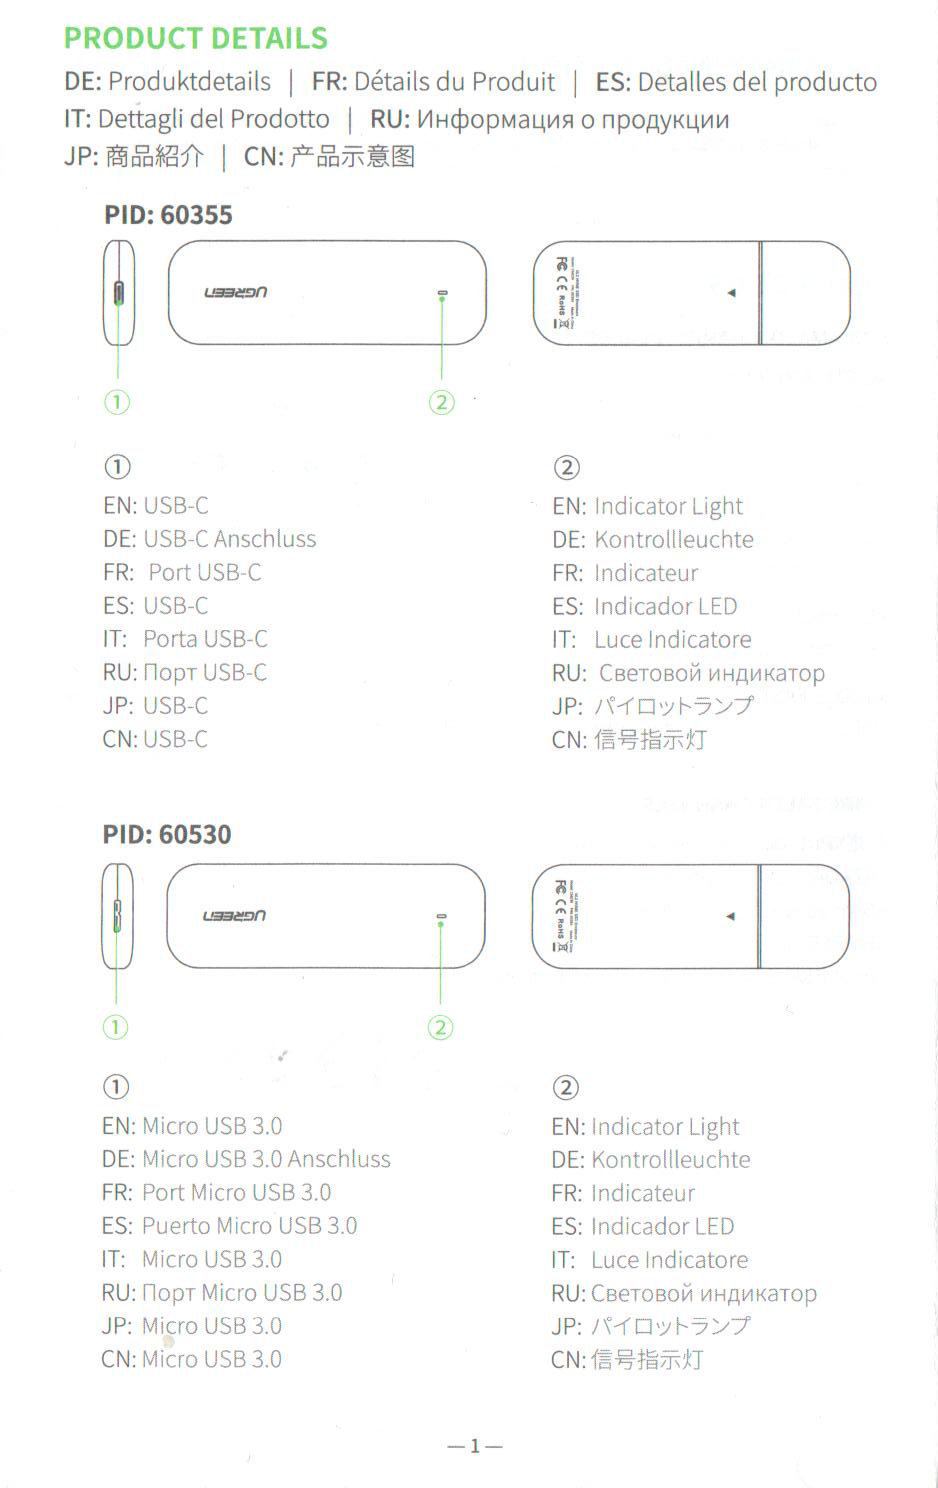 PRODUCT DETAILS
DE: Produktdetails | FR: Détails du Produit | ES: Detalles del producto
IT: Dettagli del Prodotto | RU: Информация о продукции
JP: 商品紹介 | CN: 产品示意图
PID: 60355
UGREEN
FC CE RoHS
① ②
①
EN: USB-C
DE: USB-C Anschluss
FR: Port USB-C
ES: USB-C
IT: Porta USB-C
RU: Порт USB-C
JP: USB-C
CN: USB-C
②
EN: Indicator Light
DE: Kontrollleuchte
FR: Indicateur
ES: Indicador LED
IT: Luce Indicatore
RU: Световой индикатор
JP: パイロットランプ
CN: 信号指示灯
PID: 60530
UGREEN
FC CE RoHS
① ②
①
EN: Micro USB 3.0
DE: Micro USB 3.0 Anschluss
FR: Port Micro USB 3.0
ES: Puerto Micro USB 3.0
IT: Micro USB 3.0
RU: Порт Micro USB 3.0
JP: Micro USB 3.0
CN: Micro USB 3.0
②
EN: Indicator Light
DE: Kontrollleuchte
FR: Indicateur
ES: Indicador LED
IT: Luce Indicatore
RU: Световой индикатор
JP: パイロットランプ
CN: 信号指示灯
— 1 —